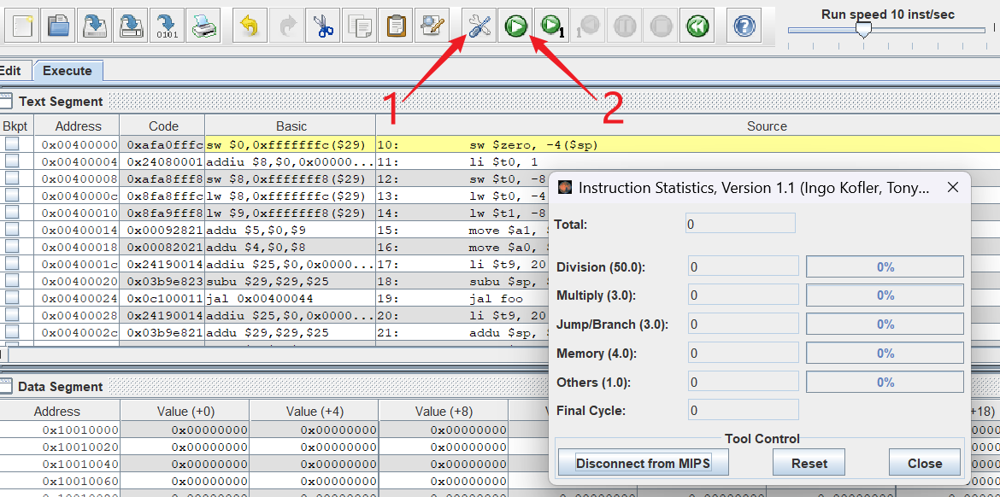 Run speed 10 inst/sec
0101
1
1
Edit
Execute
1
2
Text Segment
Bkpt Address Code Basic Source
0x00400000 0xafa0fffc sw $0,0xfffffffc($29) 10: sw $zero, -4($sp)
0x00400004 0x24080001 addiu $8,$0,0x00000... 11: li $t0, 1
0x00400008 0xafa8fff8 sw $8,0xfffffff8($29) 12: sw $t0, -8
0x0040000c 0x8fa8fffc lw $8,0xfffffffc($29) 13: lw $t0, -4
0x00400010 0x8fa9fff8 lw $9,0xfffffff8($29) 14: lw $t1, -8
0x00400014 0x00092821 addu $5,$0,$9 15: move $a1,
0x00400018 0x00082021 addu $4,$0,$8 16: move $a0,
0x0040001c 0x24190014 addiu $25,$0,0x0000... 17: li $t9, 20
0x00400020 0x03b9e823 subu $29,$29,$25 18: subu $sp,
0x00400024 0x0c100011 jal 0x00400044 19: jal foo
0x00400028 0x24190014 addiu $25,$0,0x0000... 20: li $t9, 20
0x0040002c 0x03b9e821 addu $29,$29,$25 21: addu $sp,
Instruction Statistics, Version 1.1 (Ingo Kofler, Tony...
Total: 0
Division (50.0): 0 0%
Multiply (3.0): 0 0%
Jump/Branch (3.0): 0 0%
Memory (4.0): 0 0%
Others (1.0): 0 0%
Final Cycle: 0
Tool Control
Disconnect from MIPS Reset Close
Data Segment
Address Value (+0) Value (+4) Value (+8) +18)
0x10010000 0x00000000 0x00000000 0x00000000
0x10010020 0x00000000 0x00000000 0x00000000
0x10010040 0x00000000 0x00000000 0x00000000
0x10010060 0x00000000 0x00000000 0x00000000